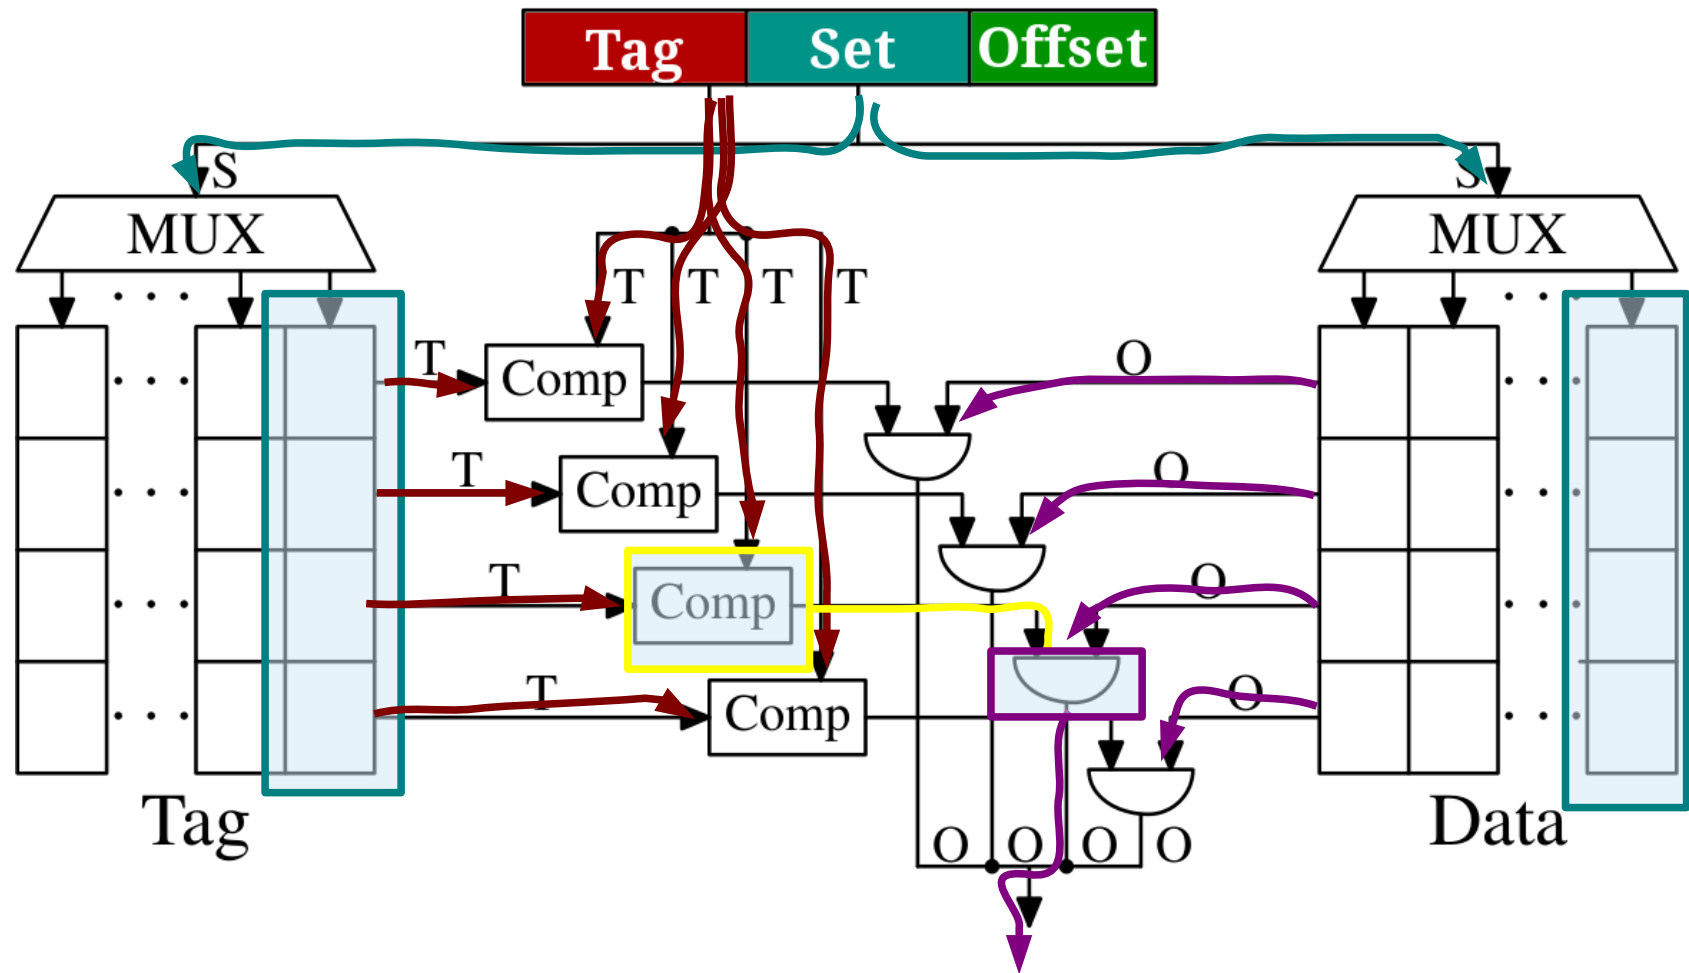 Tag Set Offset
S S
MUX MUX
T T T T
T O
Comp
T O
Comp
T O
Comp
T O
Comp
Tag Data
O O O O